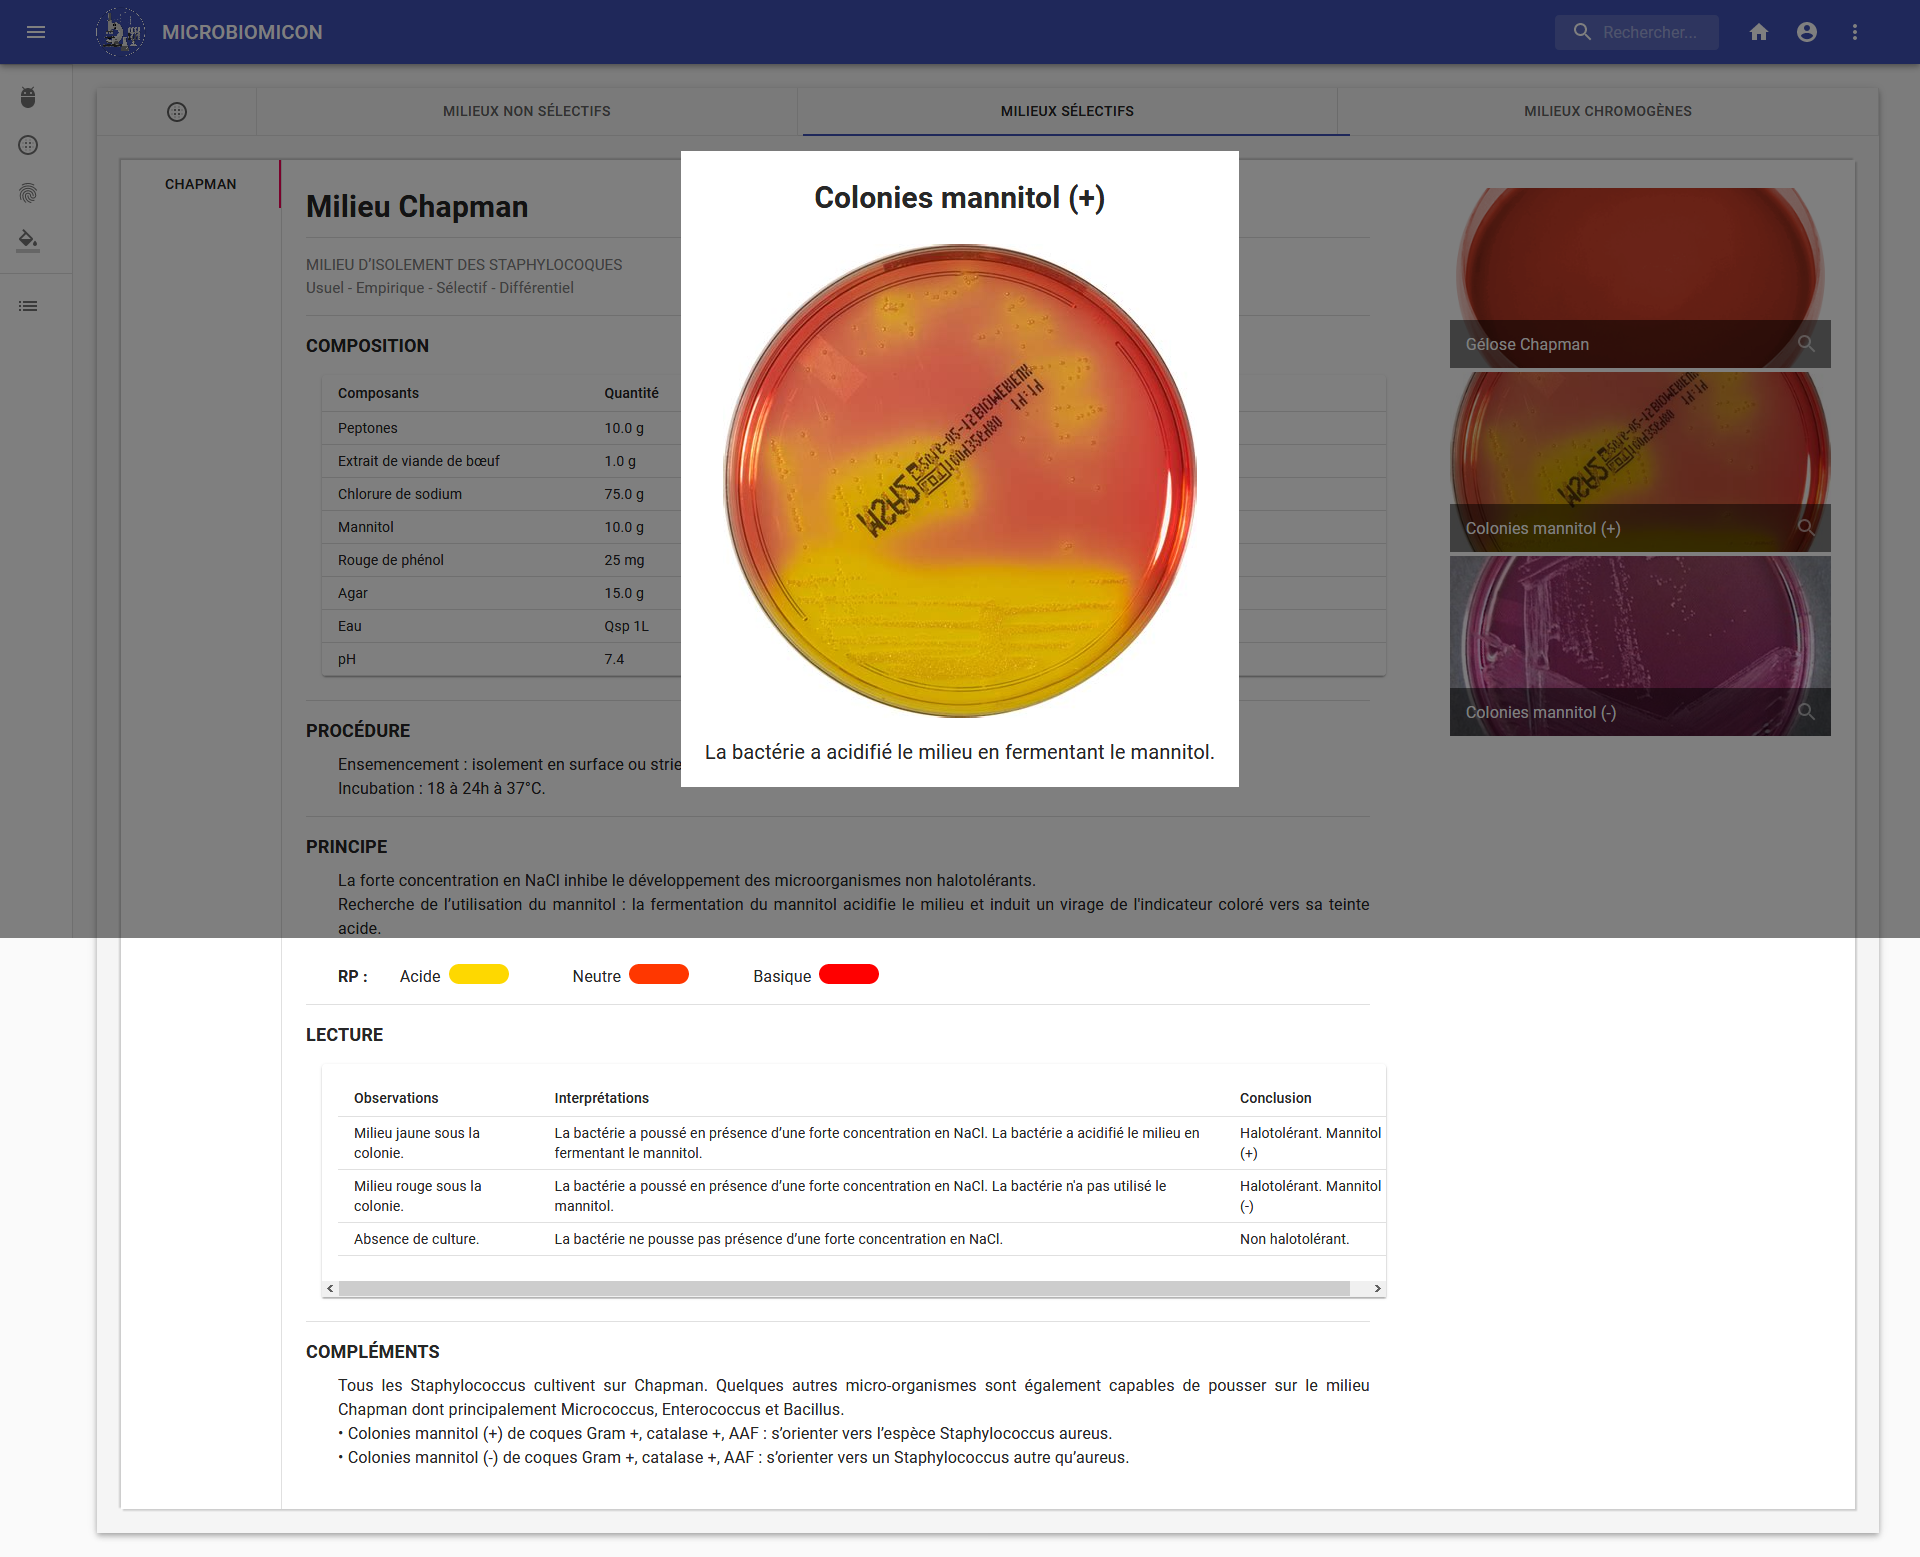 MICROBIOMICON
Rechercher...
MILIEUX NON SÉLECTIFS
MILIEUX SÉLECTIFS
MILIEUX CHROMOGÈNES
CHAPMAN
Milieu Chapman
MILIEU D’ISOLEMENT DES STAPHYLOCOQUES
Usuel - Empirique - Sélectif - Différentiel
COMPOSITION
Composants Quantité
Peptones 10.0 g
Extrait de viande de bœuf 1.0 g
Chlorure de sodium 75.0 g
Mannitol 10.0 g
Rouge de phénol 25 mg
Agar 15.0 g
Eau Qsp 1L
pH 7.4
PROCÉDURE
Ensemencement : isolement en surface ou strie
Incubation : 18 à 24h à 37°C.
Colonies mannitol (+)
La bactérie a acidifié le milieu en fermentant le mannitol.
Gélose Chapman
Colonies mannitol (+)
Colonies mannitol (-)
PRINCIPE
La forte concentration en NaCl inhibe le développement des microorganismes non halotolérants.
Recherche de l’utilisation du mannitol : la fermentation du mannitol acidifie le milieu et induit un virage de l'indicateur coloré vers sa teinte
acide.
RP : Acide Neutre Basique
LECTURE
Observations Interprétations Conclusion
Milieu jaune sous la
colonie.
La bactérie a poussé en présence d’une forte concentration en NaCl. La bactérie a acidifié le milieu en
fermentant le mannitol.
Halotolérant. Mannitol
(+)
Milieu rouge sous la
colonie.
La bactérie a poussé en présence d’une forte concentration en NaCl. La bactérie n'a pas utilisé le
mannitol.
Halotolérant. Mannitol
(-)
Absence de culture. La bactérie ne pousse pas présence d’une forte concentration en NaCl. Non halotolérant.
COMPLÉMENTS
Tous les Staphylococcus cultivent sur Chapman. Quelques autres micro-organismes sont également capables de pousser sur le milieu
Chapman dont principalement Micrococcus, Enterococcus et Bacillus.
• Colonies mannitol (+) de coques Gram +, catalase +, AAF : s’orienter vers l’espèce Staphylococcus aureus.
• Colonies mannitol (-) de coques Gram +, catalase +, AAF : s’orienter vers un Staphylococcus autre qu’aureus.